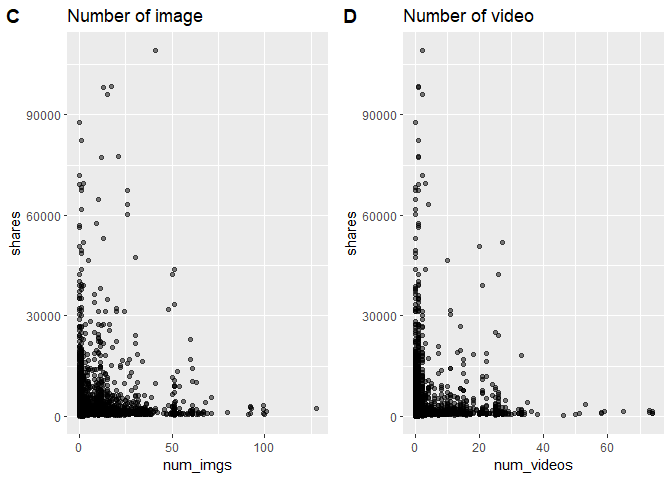 C Number of image
90000
60000
30000
0
shares
0 50 100
num_imgs
D Number of video
90000
60000
30000
0
shares
0 20 40 60
num_videos